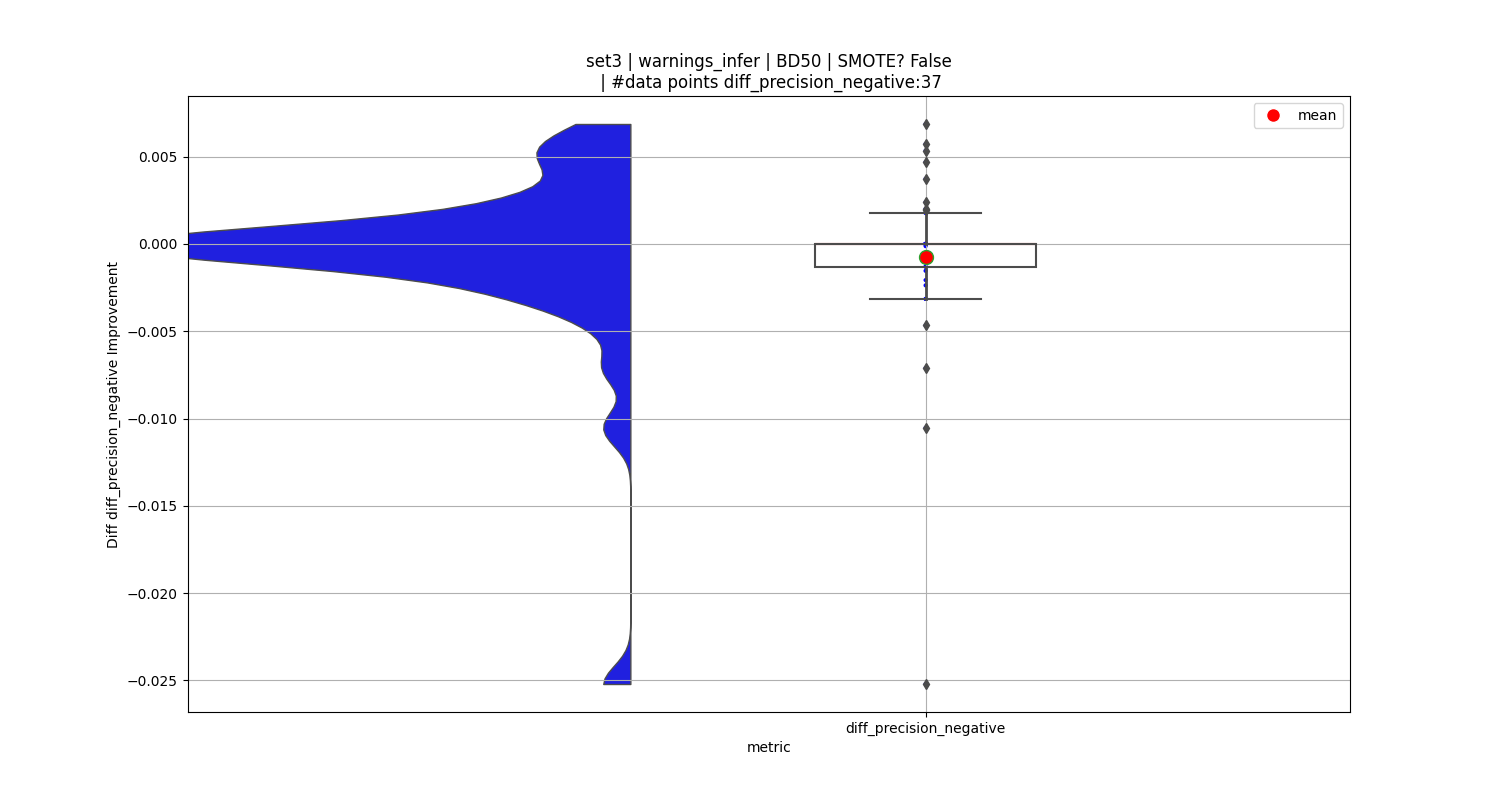 set3 | warnings_infer | BD50 | SMOTE? False
| #data points diff_precision_negative:37
mean
0.005
0.000
−0.005
−0.010
−0.015
−0.020
−0.025
Diff diff_precision_negative Improvement
diff_precision_negative
metric